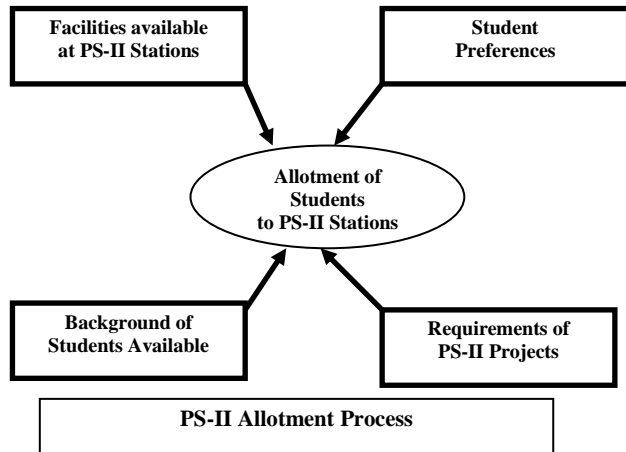 Facilities available
at PS-II Stations
Student
Preferences
Allotment of
Students
to PS-II Stations
Background of
Students Available
Requirements of
PS-II Projects
PS-II Allotment Process